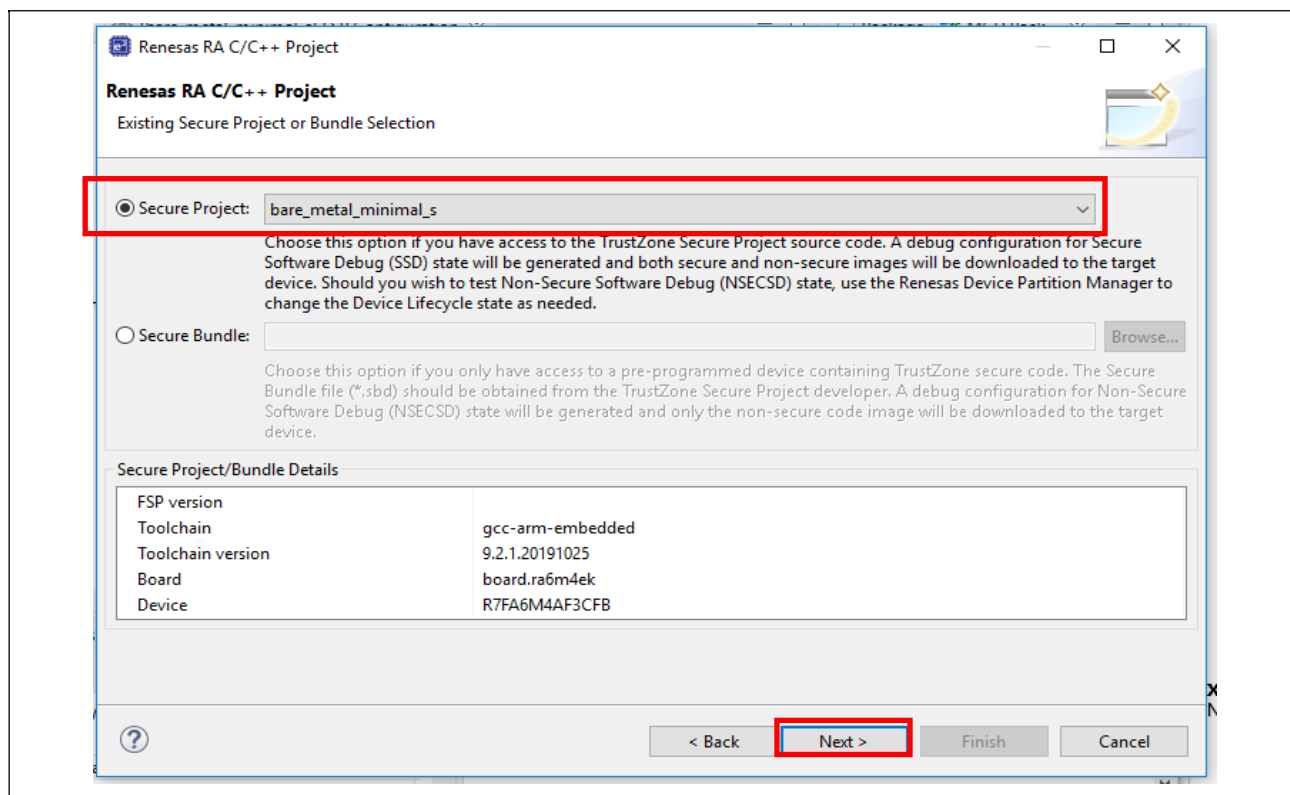 Renesas RA C/C++ Project
Renesas RA C/C++ Project
Existing Secure Project or Bundle Selection
Secure Project: bare_metal_minimal_s
Choose this option if you have access to the TrustZone Secure Project source code. A debug configuration for Secure
Software Debug (SSD) state will be generated and both secure and non-secure images will be downloaded to the target
device. Should you wish to test Non-Secure Software Debug (NSECSD) state, use the Renesas Device Partition Manager to
change the Device Lifecycle state as needed.
Secure Bundle: Browse...
Choose this option if you only have access to a pre-programmed device containing TrustZone secure code. The Secure
Bundle file (*.sbd) should be obtained from the TrustZone Secure Project developer. A debug configuration for Non-Secure
Software Debug (NSECSD) state will be generated and only the non-secure code image will be downloaded to the target
device.
Secure Project/Bundle Details
FSP version
Toolchain gcc-arm-embedded
Toolchain version 9.2.1.20191025
Board board.ra6m4ek
Device R7FA6M4AF3CFB
< Back Next > Finish Cancel